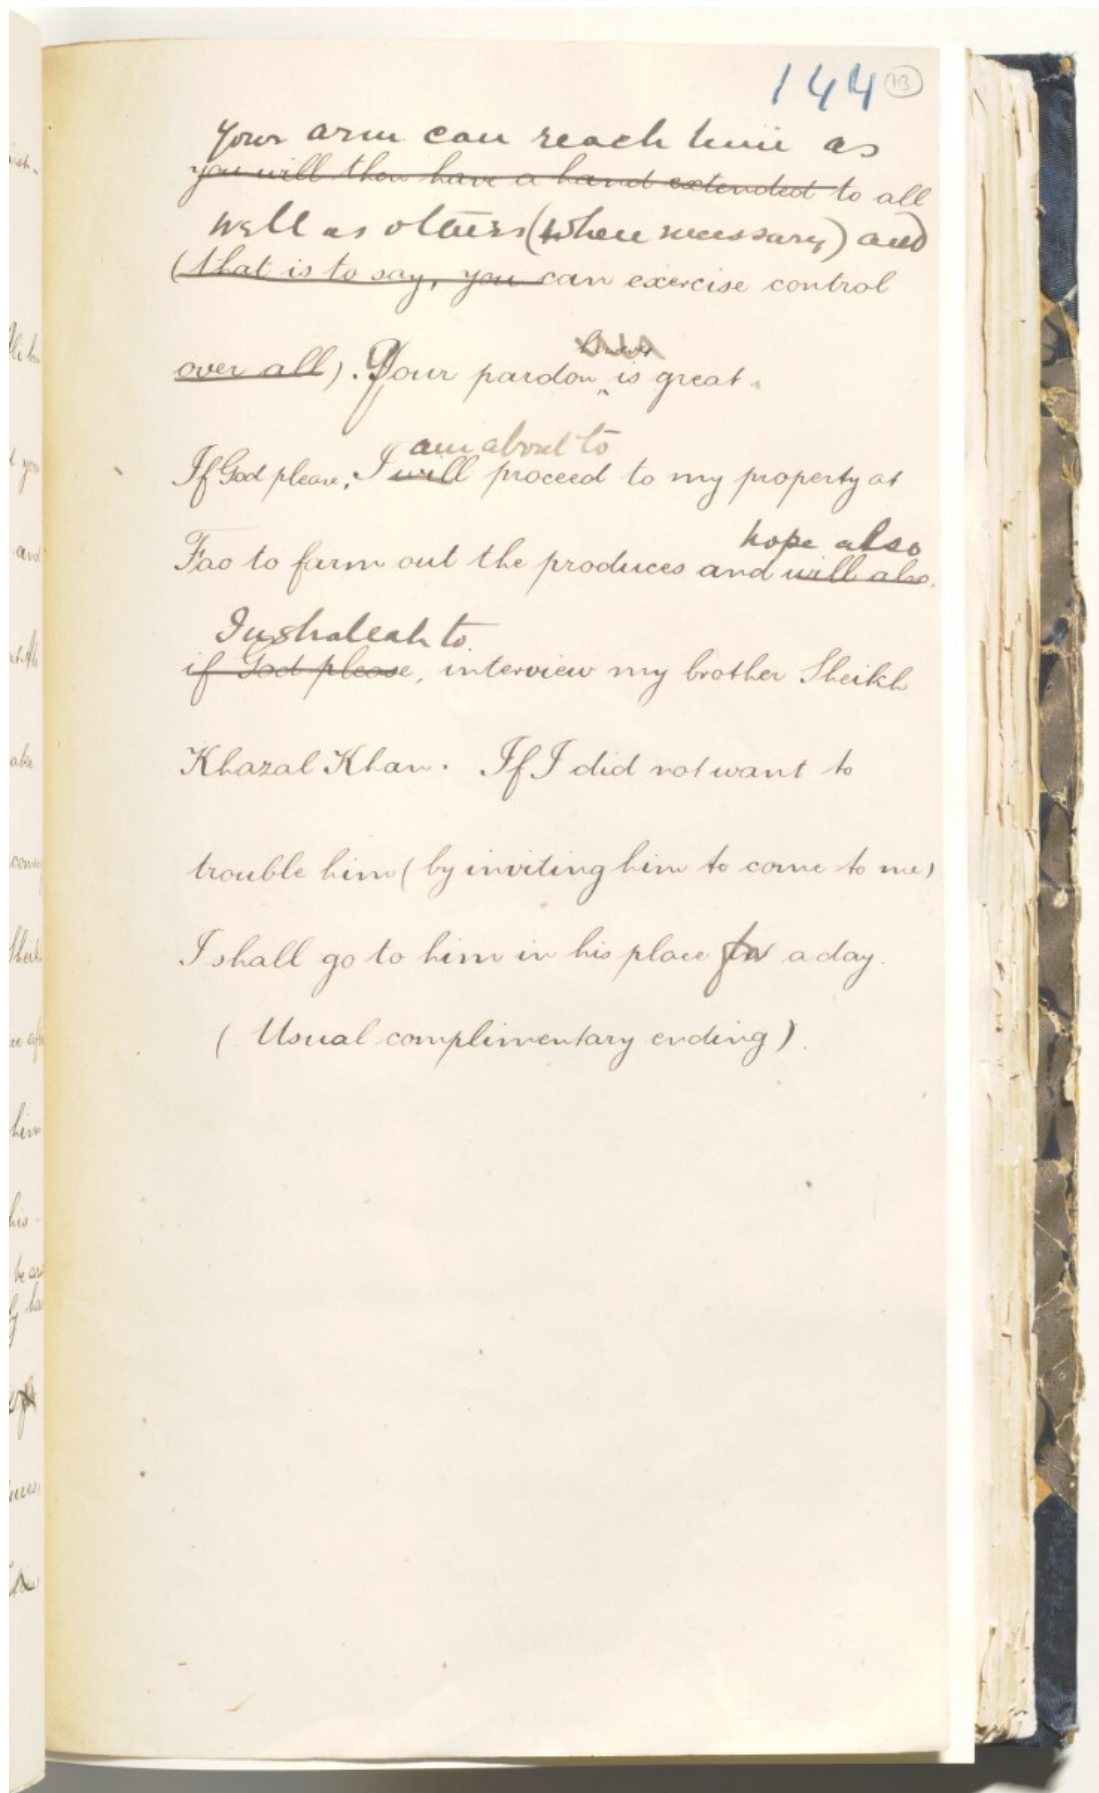 144
113
your arm can reach him as
you will then have a hand extended to all
well as others (when necessary) and
(that is to say, you can exercise control
over all). Your pardon is great.
am about to
If God please, I will proceed to my property at
hope also
Fao to farm out the produces and will also,
Inshaleah to
if God please, interview my brother Sheikh
Khazal Khan. If I did not want to
trouble him (by inviting him to come to me)
I shall go to him in his place for a day.
(Usual complimentary ending).